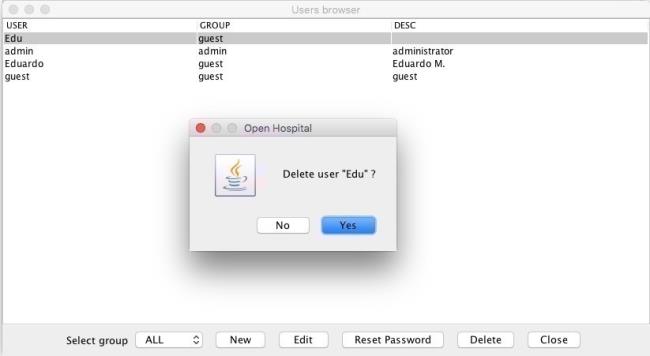 Users browser
USER GROUP DESC
Edu guest
admin admin administrator
Eduardo guest Eduardo M.
guest guest guest
Open Hospital
Delete user "Edu" ?
No Yes
Select group ALL New Edit Reset Password Delete Close